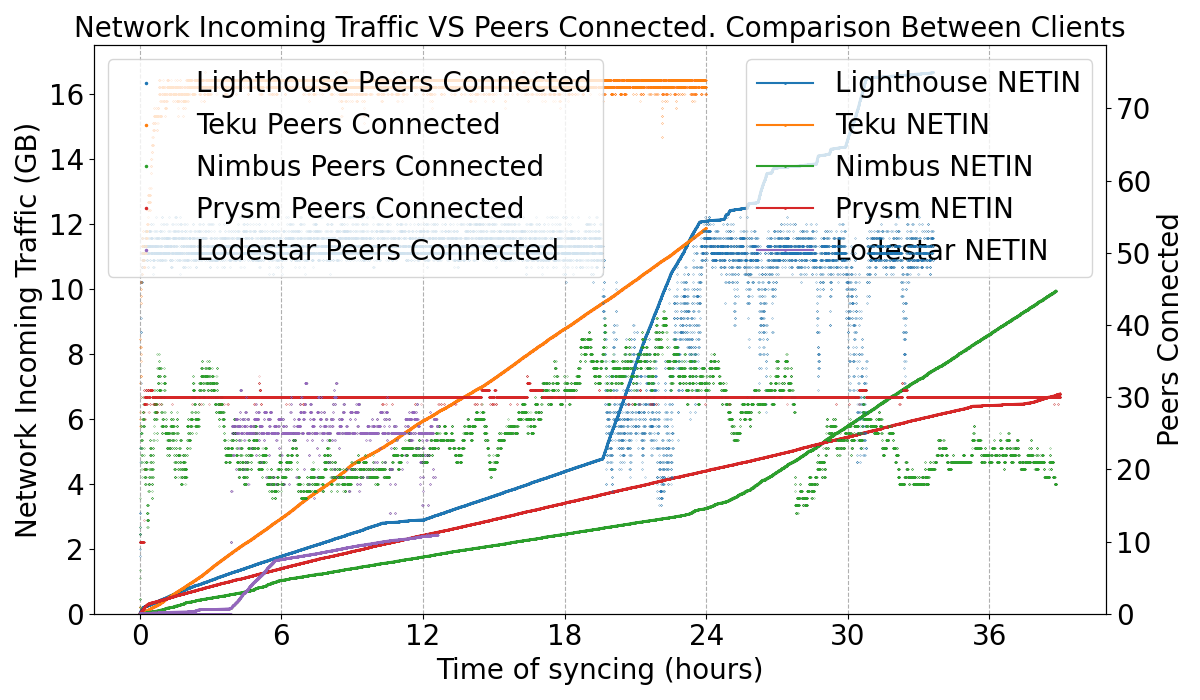 Network Incoming Traffic VS Peers Connected. Comparison Between Clients
Lighthouse Peers Connected
Teku Peers Connected
Nimbus Peers Connected
Prysm Peers Connected
Lodestar Peers Connected
Lighthouse NETIN
Teku NETIN
Nimbus NETIN
Prysm NETIN
Lodestar NETIN
Network Incoming Traffic (GB)
16
14
12
10
8
6
4
2
0
70
60
50
40
30
20
10
0
Peers Connected
0 6 12 18 24 30 36
Time of syncing (hours)